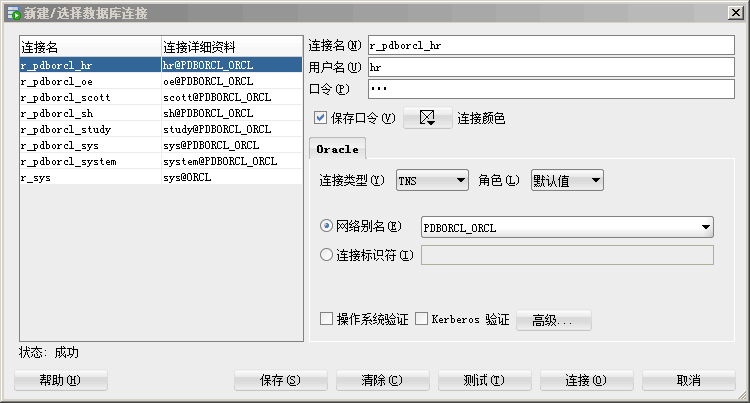 新建/选择数据库连接
连接名 连接详细资料
r_pdborcl_hr hr@PDBORCL_ORCL
r_pdborcl_oe oe@PDBORCL_ORCL
r_pdborcl_scott scott@PDBORCL_ORCL
r_pdborcl_sh sh@PDBORCL_ORCL
r_pdborcl_study study@PDBORCL_ORCL
r_pdborcl_sys sys@PDBORCL_ORCL
r_pdborcl_system system@PDBORCL_ORCL
r_sys sys@ORCL
连接名(N) r_pdborcl_hr
用户名(U) hr
口令(P) •••
保存口令(V) 连接颜色
Oracle
连接类型(Y) TNS 角色(L) 默认值
网络别名(E) PDBORCL_ORCL
连接标识符(I)
操作系统验证 Kerberos 验证 高级...
状态: 成功
帮助(H) 保存(S) 清除(C) 测试(T) 连接(O) 取消